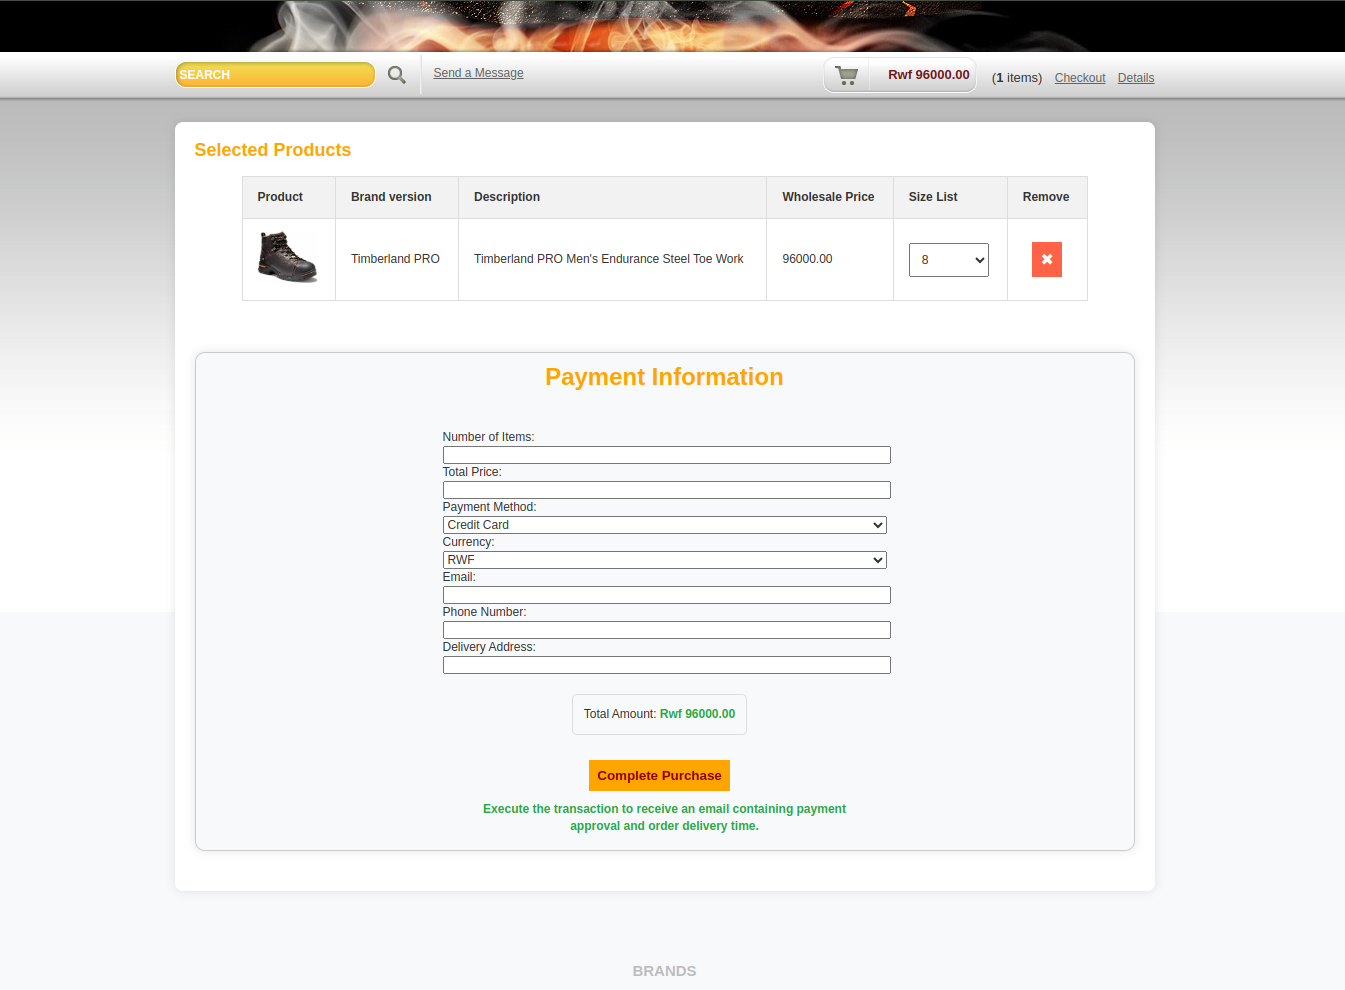 SEARCH
Send a Message
Rwf 96000.00
(1 items)
Checkout
Details
Selected Products
Product
Brand version
Description
Wholesale Price
Size List
Remove
Timberland PRO
Timberland PRO Men's Endurance Steel Toe Work
96000.00
8
✖
Payment Information
Number of Items:
Total Price:
Payment Method:
Credit Card
Currency:
RWF
Email:
Phone Number:
Delivery Address:
Total Amount: Rwf 96000.00
Complete Purchase
Execute the transaction to receive an email containing payment
approval and order delivery time.
BRANDS